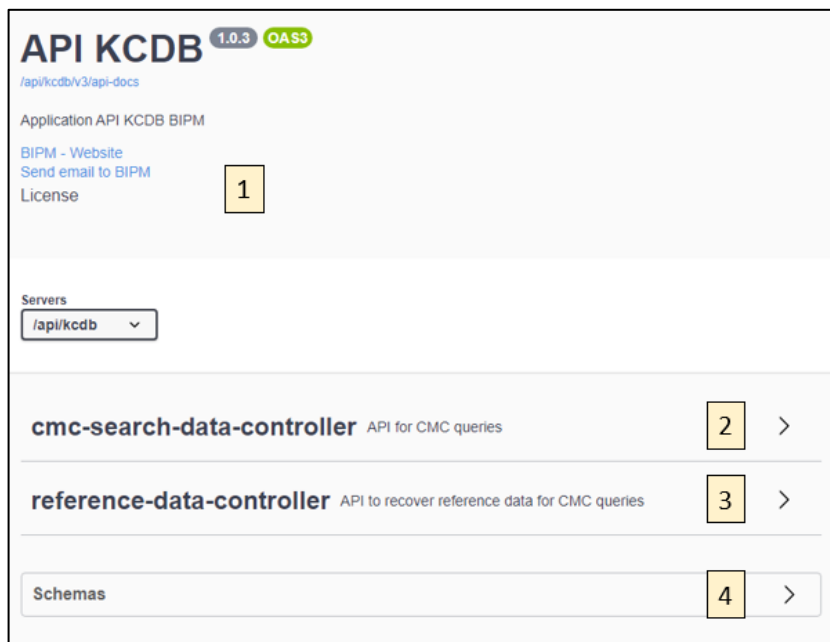 API KCDB 1.0.3 OAS3
/api/kcdb/v3/api-docs
Application API KCDB BIPM
BIPM - Website
Send email to BIPM
License
1
Servers
/api/kcdb
cmc-search-data-controller API for CMC queries 2
reference-data-controller API to recover reference data for CMC queries 3
Schemas 4